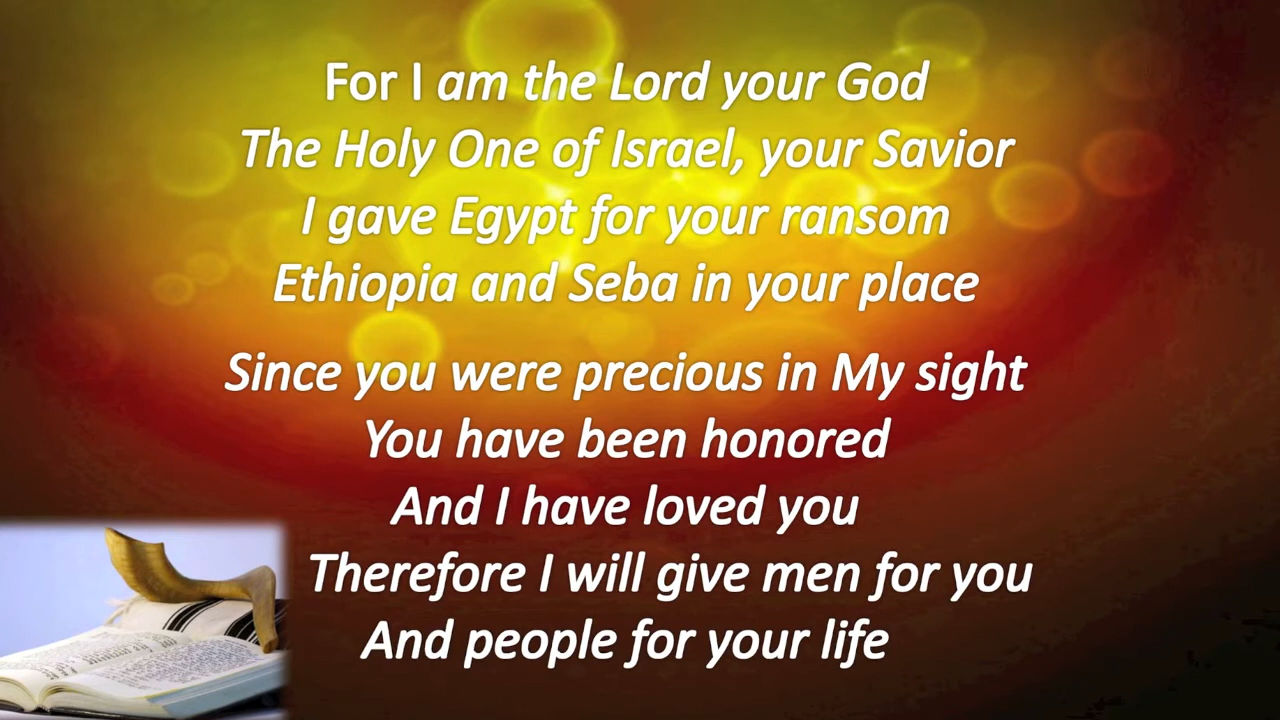 For I am the Lord your God
The Holy One of Israel, your Savior
I gave Egypt for your ransom
Ethiopia and Seba in your place
Since you were precious in My sight
You have been honored
And I have loved you
Therefore I will give men for you
And people for your life